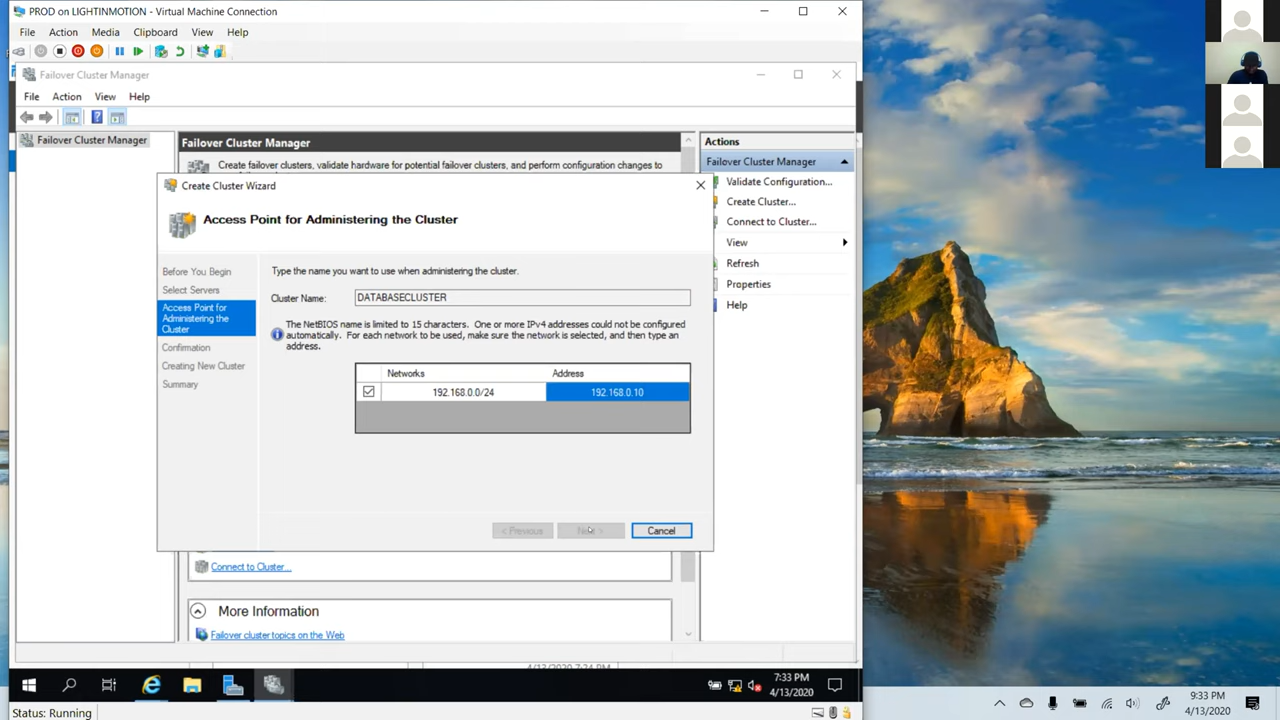 PROD on LIGHTINMOTION - Virtual Machine Connection
File Action Media Clipboard View Help
Failover Cluster Manager
File Action View Help
Failover Cluster Manager
Failover Cluster Manager
Create failover clusters, validate hardware for potential failover clusters, and perform configuration changes to
Actions
Failover Cluster Manager
Validate Configuration...
Create Cluster...
Connect to Cluster...
View
Refresh
Properties
Help
Create Cluster Wizard
Access Point for Administering the Cluster
Before You Begin
Select Servers
Access Point for
Administering the
Cluster
Confirmation
Creating New Cluster
Summary
Type the name you want to use when administering the cluster.
Cluster Name: DATABASECLUSTER
The NetBIOS name is limited to 15 characters. One or more IPv4 addresses could not be configured
automatically. For each network to be used, make sure the network is selected, and then type an
address.
Networks Address
192.168.0.0/24 192.168.0.10
< Previous Next > Cancel
Connect to Cluster...
More Information
Failover cluster topics on the Web
4/13/2020 7:24 PM
7:33 PM
4/13/2020
Status: Running
9:33 PM
4/13/2020